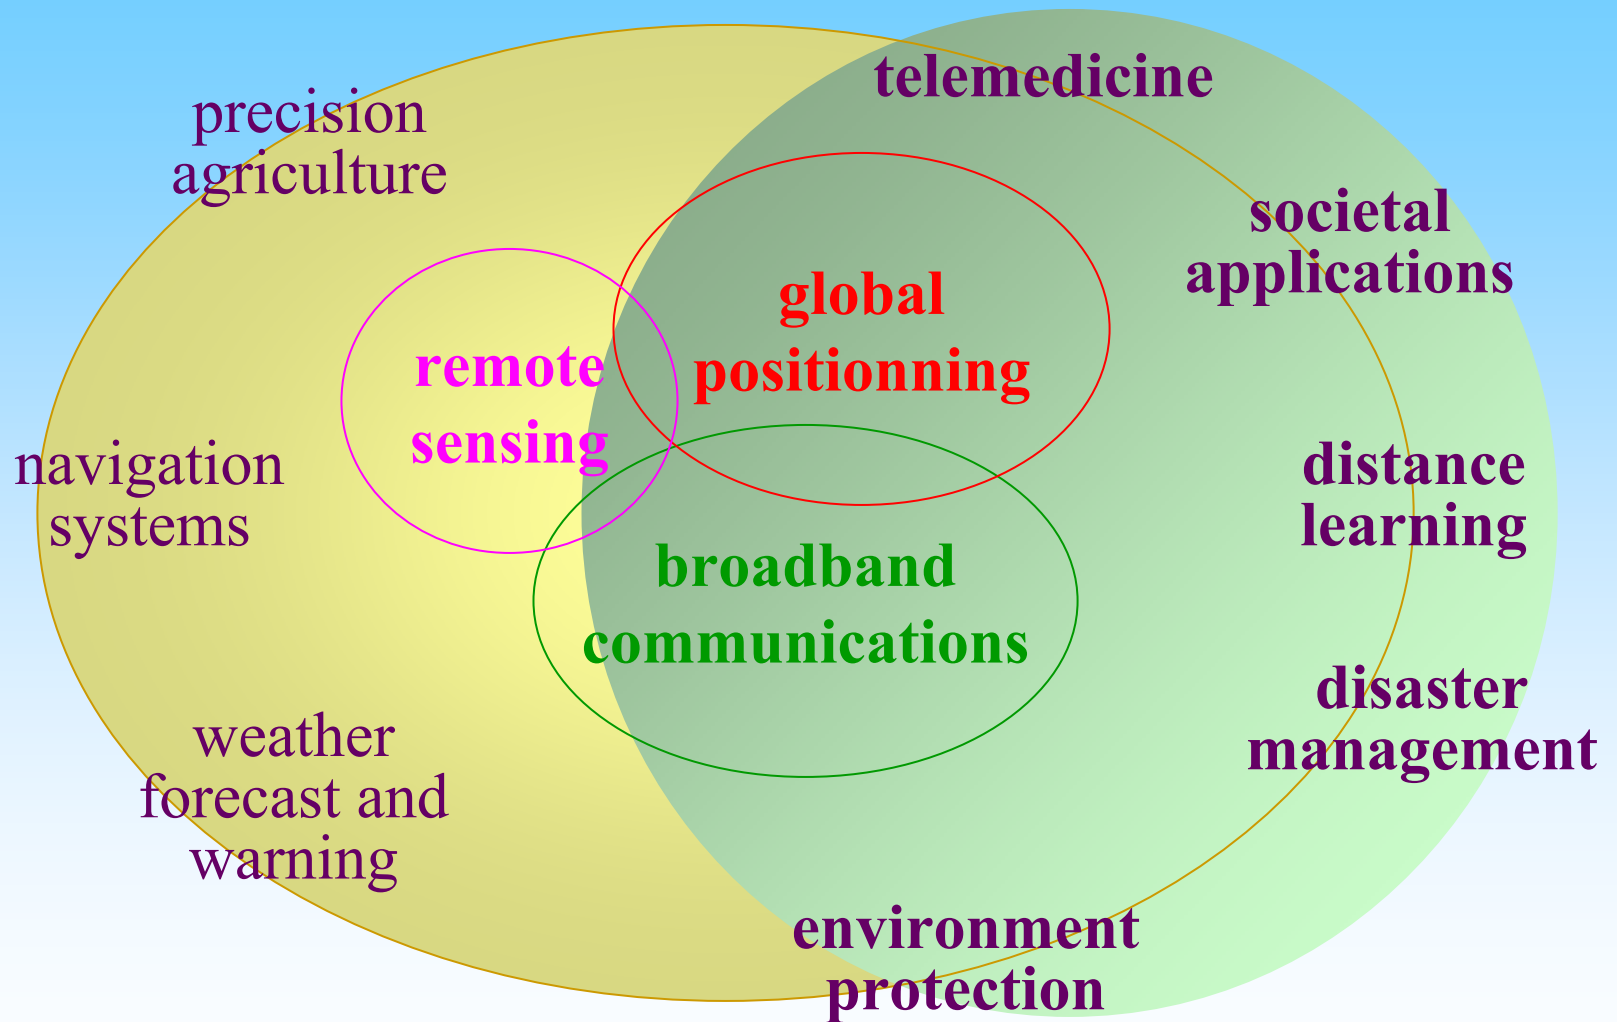 telemedicine
precision
agriculture
societal
applications
global
positionning
remote
sensing
navigation
systems
distance
learning
broadband
communications
disaster
management
weather
forecast and
warning
environment
protection